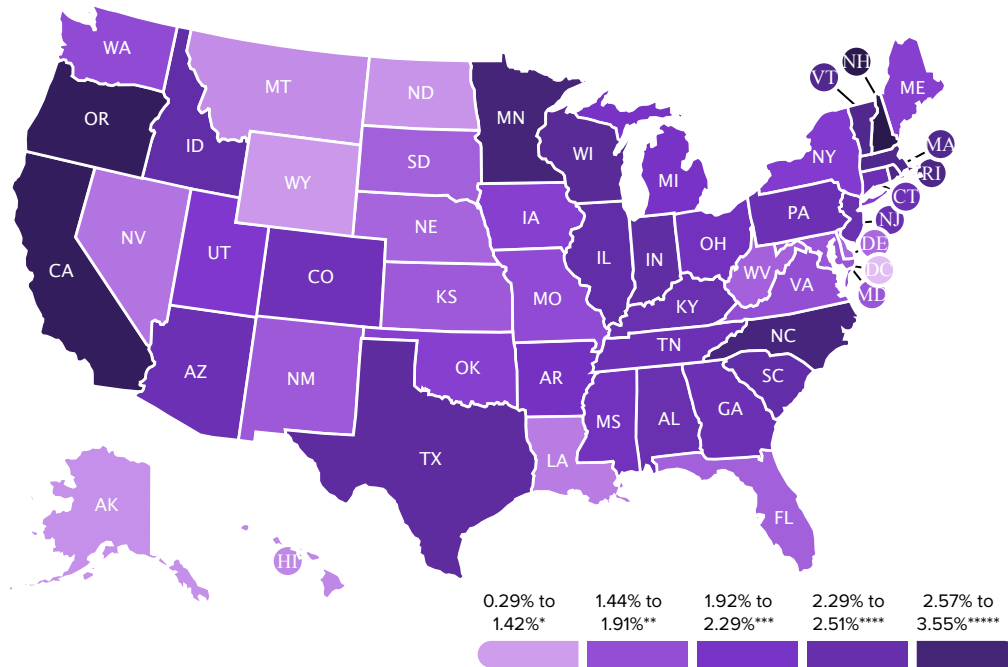 WA
MT
ND
MN
OR
ID
WY
SD
WI
MI
NY
VT
NH
ME
MA
RI
CT
NJ
PA
IA
NE
NV
UT
CA
CO
IL
IN
OH
WV
VA
DE
DC
MD
KS
MO
KY
NC
TN
SC
AZ
NM
OK
AR
MS
AL
GA
TX
LA
FL
AK
HI
0.29% to
1.42%*
1.44% to
1.91%**
1.92% to
2.29%***
2.29% to
2.51%****
2.57% to
3.55%*****